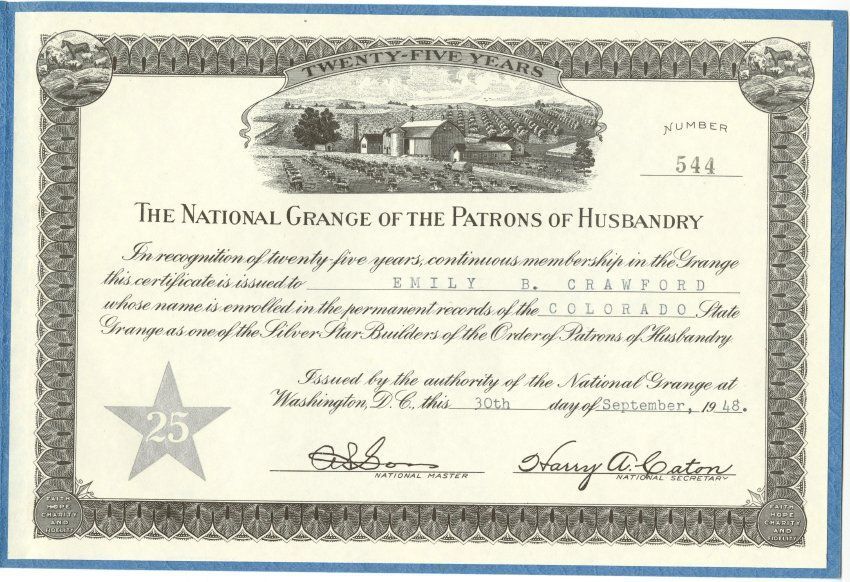 TWENTY-FIVE YEARS
NUMBER
544
THE NATIONAL GRANGE OF THE PATRONS OF HUSBANDRY
In recognition of twenty-five years, continuous membership in the Grange
this certificate is issued to EMILY B. CRAWFORD
whose name is enrolled in the permanent records of the COLORADO State
Grange as one of the Silver Star Builders of the Order of Patrons of Husbandry
Issued by the authority of the National Grange at
Washington, D.C., this 30th day of September, 1948.
25
Harry A. Caton
NATIONAL MASTER
NATIONAL SECRETARY
FAITH
HOPE
CHARITY
AND
FIDELITY
FAITH
HOPE
CHARITY
AND
FIDELITY